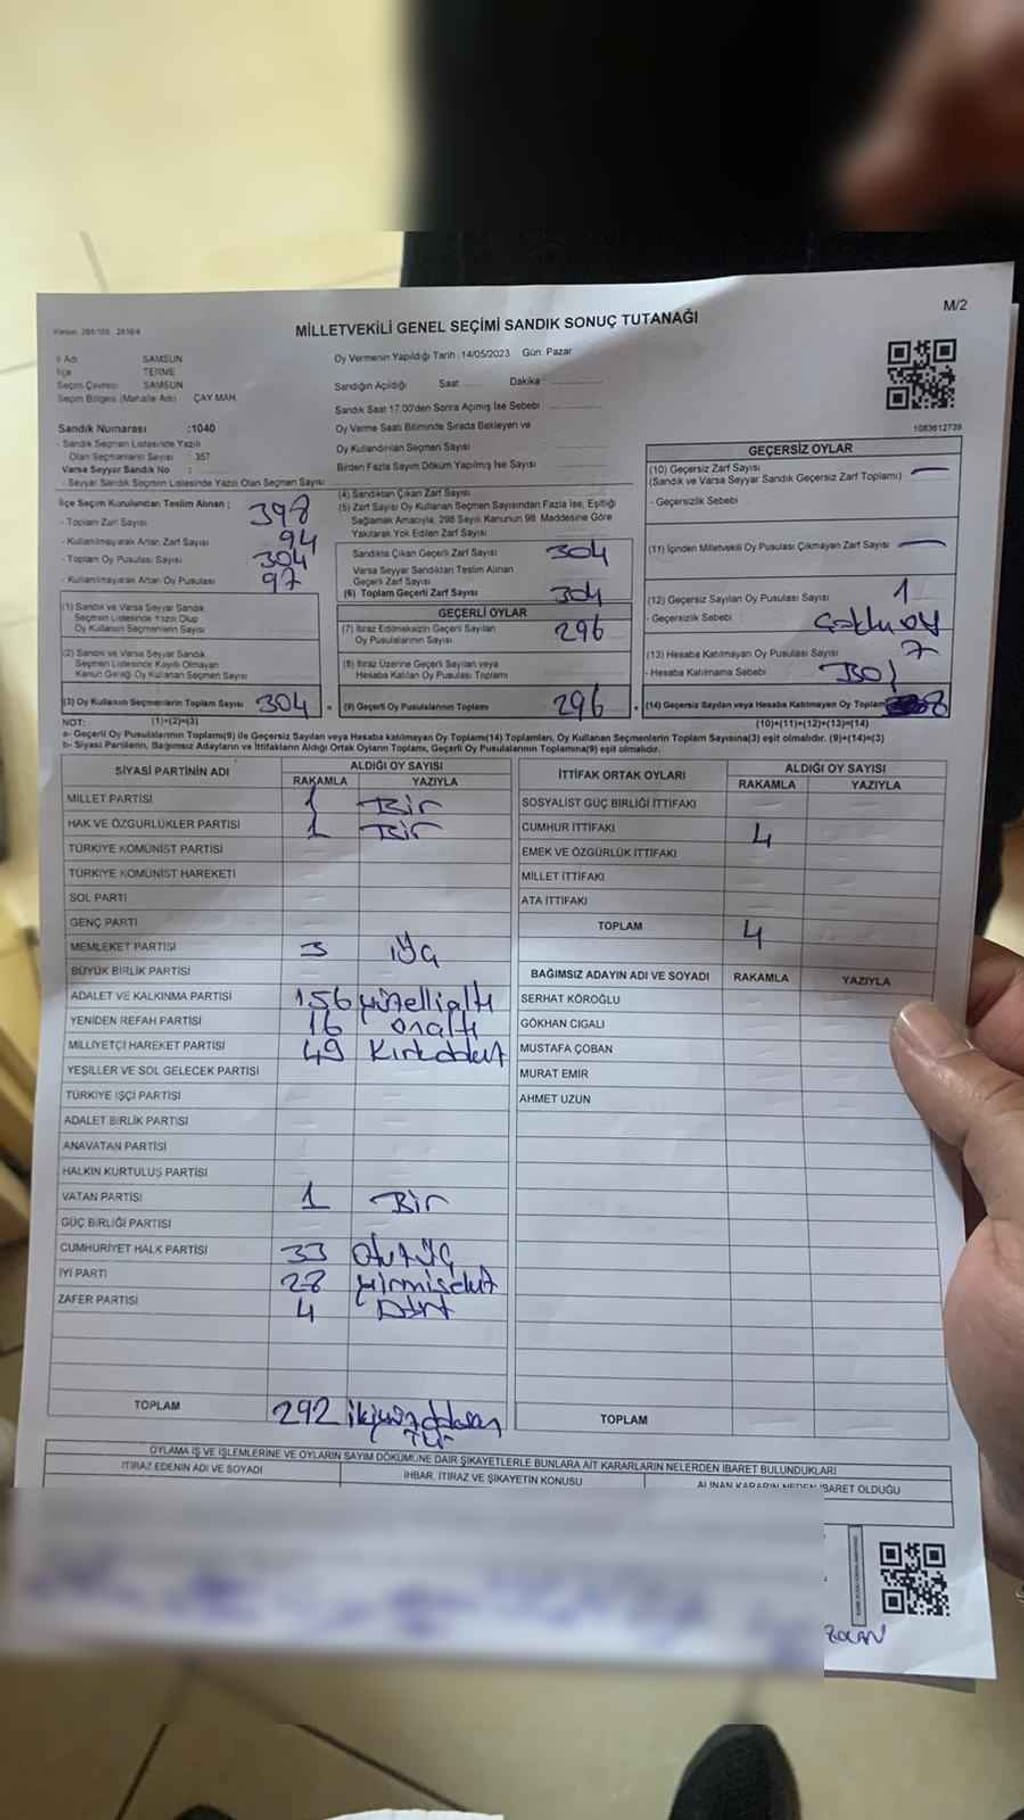 M/2
MİLLETVEKİLİ GENEL SEÇİMİ SANDIK SONUÇ TUTANAĞI
İl Adı SAMSUN
İlçe TERME
Seçim Çevresi SAMSUN
Seçim Bölgesi (Mahalle Adı) ÇAY MAH.
Sandık Numarası :1040
- Sandık Seçmen Listesinde Yazılı
Olan Seçmenlerin Sayısı : 357
Varsa Seyyar Sandık No :
- Seyyar Sandık Seçmen Listesinde Yazılı Olan Seçmen Sayısı
Oy Vermenin Yapıldığı Tarih :14/05/2023 Gün: Pazar
Sandığın Açıldığı Saat Dakika
Sandık Saat 17.00'den Sonra Açımış İse Sebebi :
Oy Verme Saati Bitiminde Sırada Bekleyen ve
Oy Kullandırılan Seçmen Sayısı
Birden Fazla Sayım Döküm Yapılmış İse Sayısı
1083612739
İlçe Seçim Kurulundan Teslim Alınan ;
- Toplam Zarf Sayısı 398
- Kullanılmayarak Artan Zarf Sayısı 94
- Toplam Oy Pusulası Sayısı 304
- Kullanılmayarak Artan Oy Pusulası 97
(1) Sandık ve Varsa Seyyar Sandık
Seçmen Listesinde Yazılı Olup
Oy Kullanan Seçmenlerin Sayısı
(2) Sandık ve Varsa Seyyar Sandık
Seçmen Listesinde Kayıtlı Olmayan
Kanun Gereği Oy Kullanan Seçmen Sayısı
(3) Oy Kullanan Seçmenlerin Toplam Sayısı 304 =
(4) Sandıktan Çıkan Zarf Sayısı
(5) Zarf Sayısı Oy Kullanan Seçmen Sayısından Fazla İse, Eşitliği
Sağlamak Amacıyla, 298 Sayılı Kanunun 98. Maddesine Göre
Yakılarak Yok Edilen Zarf Sayısı
Sandıkta Çıkan Geçerli Zarf Sayısı 304
Varsa Seyyar Sandıktan Teslim Alınan
Geçerli Zarf Sayısı
(6) Toplam Geçerli Zarf Sayısı 304
GEÇERLİ OYLAR
(7) İtiraz Edilmeksizin Geçerli Sayılan
Oy Pusulalarının Sayısı 296
(8) İtiraz Üzerine Geçerli Sayılan veya
Hesaba Katılan Oy Pusulası Toplamı
(9) Geçerli Oy Pusulalarının Toplamı 296 +
GEÇERSİZ OYLAR
(10) Geçersiz Zarf Sayısı
(Sandık ve Varsa Seyyar Sandık Geçersiz Zarf Toplamı) —
- Geçersizlik Sebebi
(11) İçinden Milletvekili Oy Pusulası Çıkmayan Zarf Sayısı —
(12) Geçersiz Sayılan Oy Pusulası Sayısı 1
- Geçersizlik Sebebi :
(13) Hesaba Katılmayan Oy Pusulası Sayısı 7
- Hesaba Katılmama Sebebi Boş
(14) Geçersiz Sayılan veya Hesaba Katılmayan Oy Toplamı 8
NOT: (1)+(2)=(3) (10)+(11)+(12)+(13)=(14)
a- Geçerli Oy Pusulalarının Toplamı(9) ile Geçersiz Sayılan veya Hesaba katılmayan Oy Toplamı(14) Toplamları, Oy Kullanan Seçmenlerin Toplam Sayısına(3) eşit olmalıdır. (9)+(14)=(3)
b- Siyasi Partilerin, Bağımsız Adayların ve İttifakların Aldığı Ortak Oyların Toplamı, Geçerli Oy Pusulalarının Toplamına(9) eşit olmalıdır.
SİYASİ PARTİNİN ADI ALDIĞI OY SAYISI
RAKAMLA YAZIYLA
MİLLET PARTİSİ 1 Bir
HAK VE ÖZGÜRLÜKLER PARTİSİ 1 Bir
TÜRKİYE KOMÜNİST PARTİSİ
TÜRKİYE KOMÜNİST HAREKETİ
SOL PARTİ
GENÇ PARTİ
MEMLEKET PARTİSİ 3 üç
BÜYÜK BİRLİK PARTİSİ
ADALET VE KALKINMA PARTİSİ 156 yüzellialtı
YENİDEN REFAH PARTİSİ 16 onaltı
MİLLİYETÇİ HAREKET PARTİSİ 49 Kırkdokuz
YEŞİLLER VE SOL GELECEK PARTİSİ
TÜRKİYE İŞÇİ PARTİSİ
ADALET BİRLİK PARTİSİ
ANAVATAN PARTİSİ
HALKIN KURTULUŞ PARTİSİ
VATAN PARTİSİ 1 Bir
GÜÇ BİRLİĞİ PARTİSİ
CUMHURİYET HALK PARTİSİ 33 otuzüç
İYİ PARTİ 28 yirmisekiz
ZAFER PARTİSİ 4 Dört
TOPLAM 292
İTTİFAK ORTAK OYLARI ALDIĞI OY SAYISI
RAKAMLA YAZIYLA
SOSYALİST GÜÇ BİRLİĞİ İTTİFAKI
CUMHUR İTTİFAKI 4
EMEK VE ÖZGÜRLÜK İTTİFAKI
MİLLET İTTİFAKI
ATA İTTİFAKI
TOPLAM 4
BAĞIMSIZ ADAYIN ADI VE SOYADI RAKAMLA YAZIYLA
SERHAT KÖROĞLU
GÖKHAN CIGALI
MUSTAFA ÇOBAN
MURAT EMİR
AHMET UZUN
TOPLAM
OYLAMA İŞ VE İŞLEMLERİNE VE OYLARIN SAYIM DÖKÜMÜNE DAİR ŞİKAYETLERLE BUNLARA AİT KARARLARIN NELERDEN İBARET BULUNDUKLARI
İTİRAZ EDENİN ADI VE SOYADI İHBAR, İTİRAZ VE ŞİKAYETİN KONUSU ALINAN KARARIN NEDEN İBARET OLDUĞU